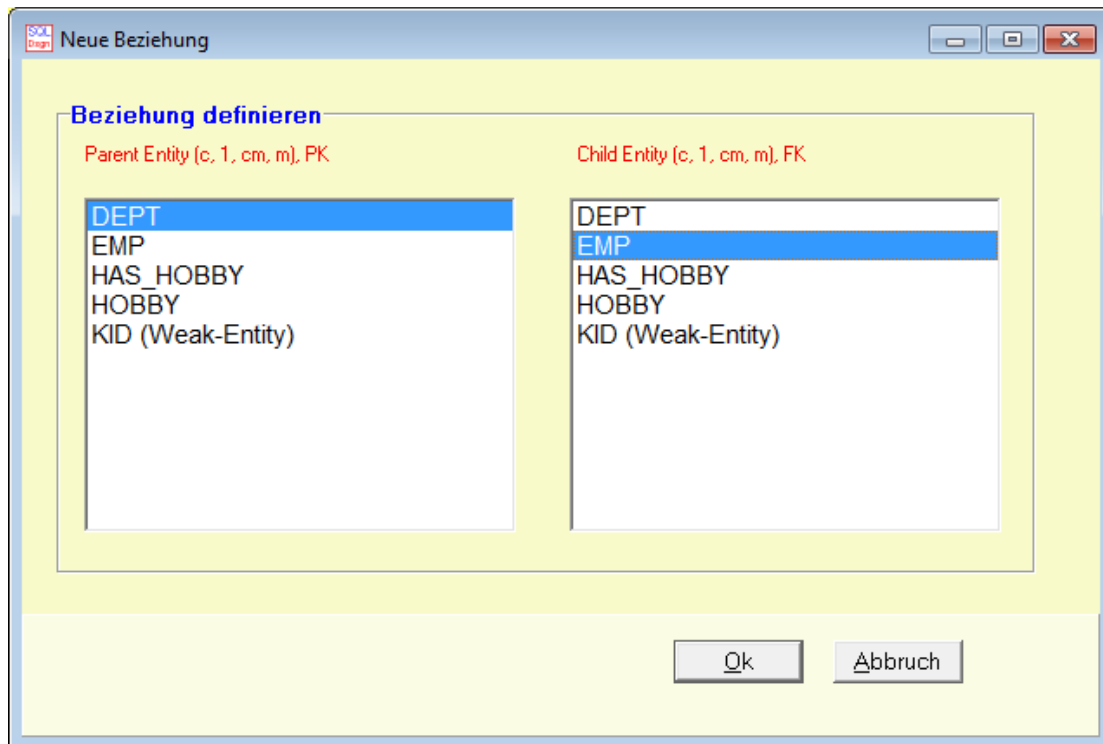 SQL
Dsgn
Neue Beziehung
Beziehung definieren
Parent Entity (c, 1, cm, m), PK
Child Entity (c, 1, cm, m), FK
DEPT
EMP
HAS_HOBBY
HOBBY
KID (Weak-Entity)
DEPT
EMP
HAS_HOBBY
HOBBY
KID (Weak-Entity)
Ok
Abbruch